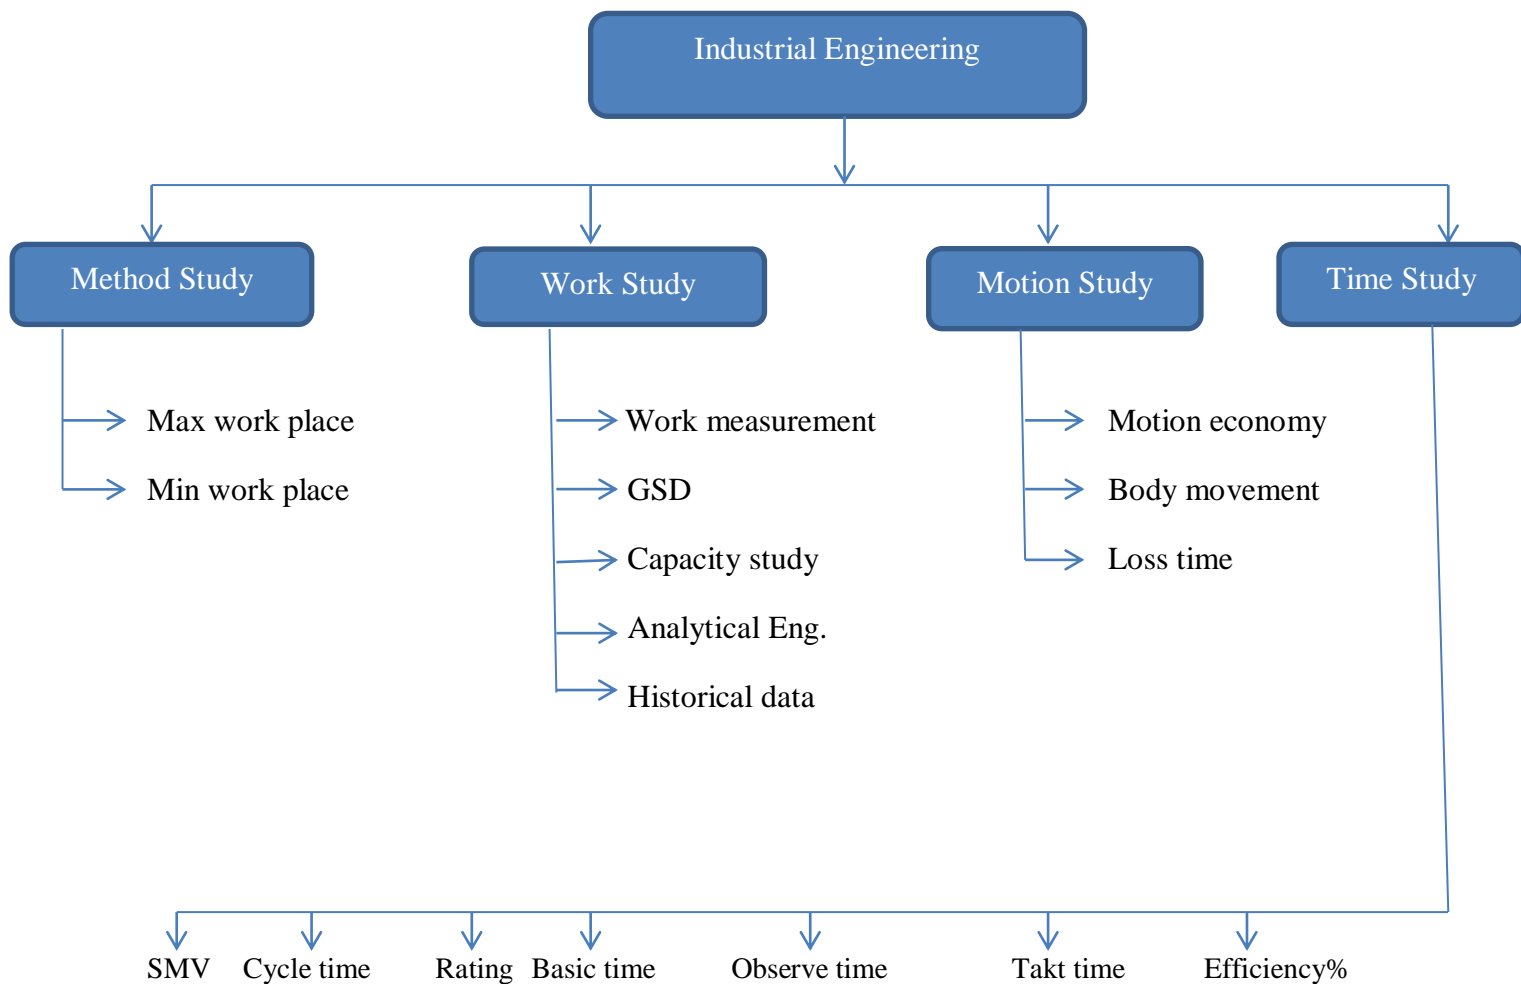 Industrial Engineering
Method Study
Work Study
Motion Study
Time Study
Max work place
Min work place
Work measurement
GSD
Capacity study
Analytical Eng.
Historical data
Motion economy
Body movement
Loss time
SMV
Cycle time
Rating
Basic time
Observe time
Takt time
Efficiency%